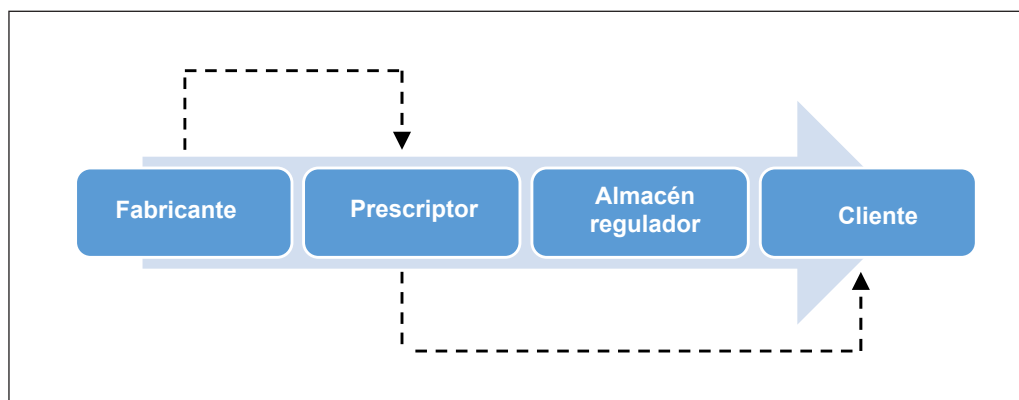 Fabricante
Prescriptor
Almacén
regulador
Cliente